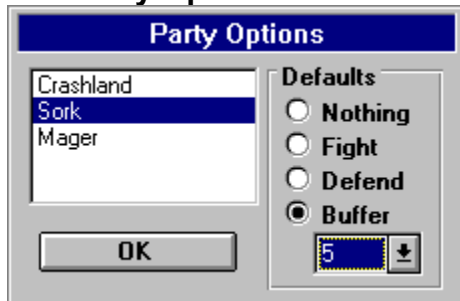 Party Options
Crashland
Sork
Mager
OK
Defaults
Nothing
Fight
Defend
Buffer
5